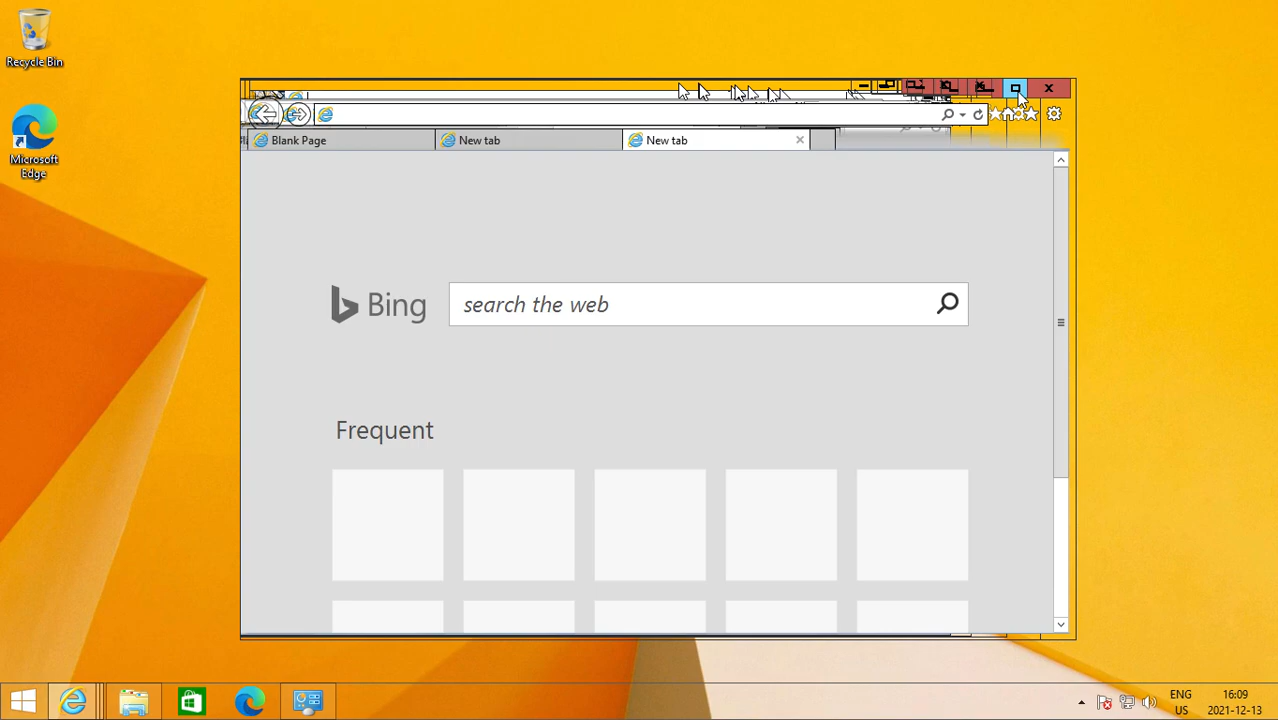 Recycle Bin
Microsoft
Edge
Blank Page
New tab
New tab
Bing
search the web
Frequent
ENG
US
16:09
2021-12-13